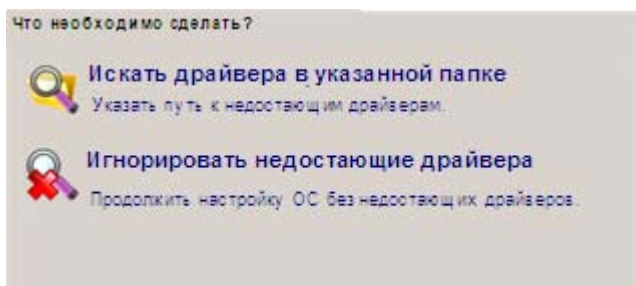 Что необходимо сделать?
Искать драйвера в указанной папке
Указать путь к недостающим драйверам.
Игнорировать недостающие драйвера
Продолжить настройку ОС без недостающих драйверов.